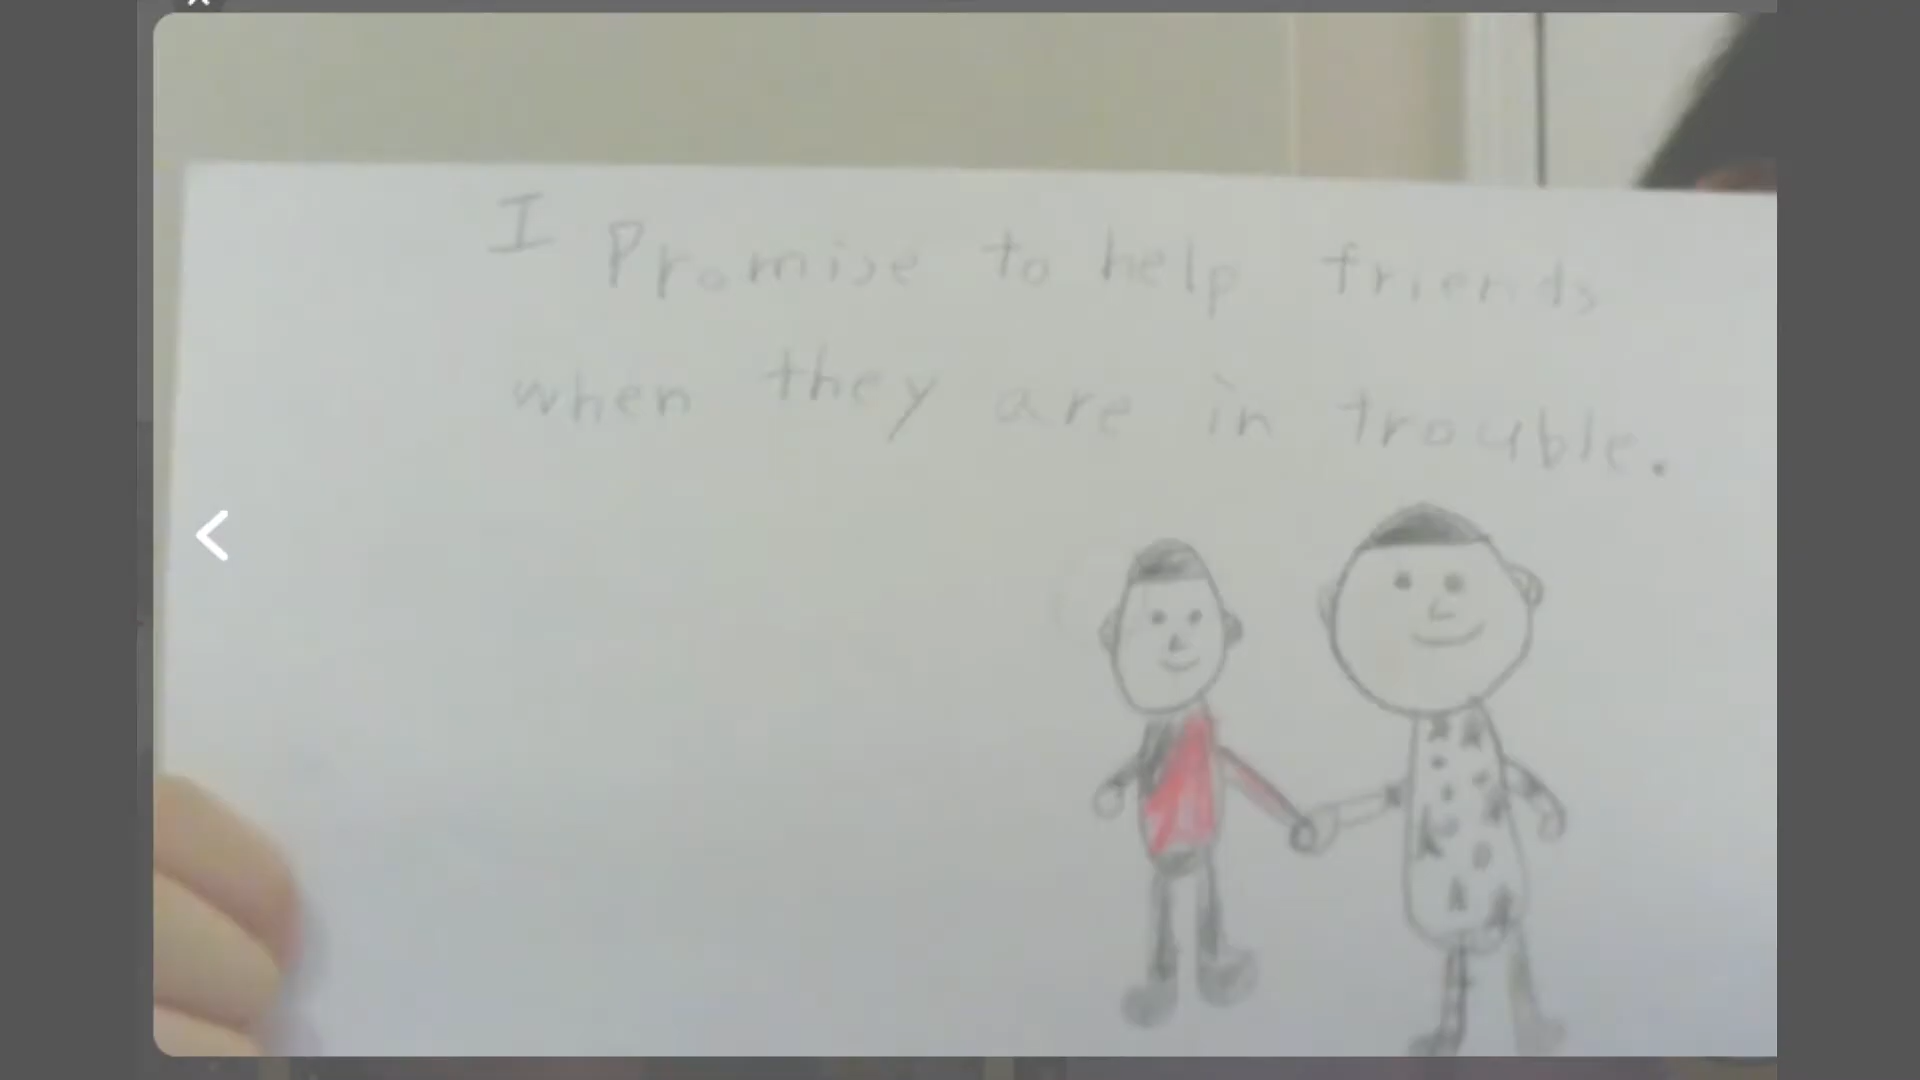 I Promise to help friends
when they are in trouble.